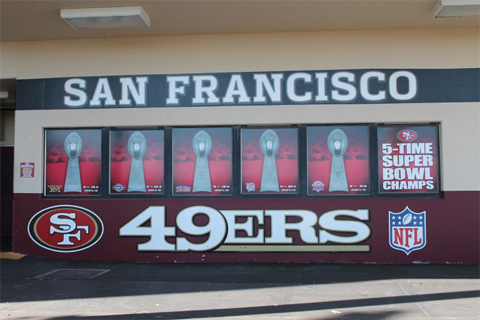 SAN FRANCISCO
5-TIME
SUPER
BOWL
CHAMPS
SF
49ERS
NFL